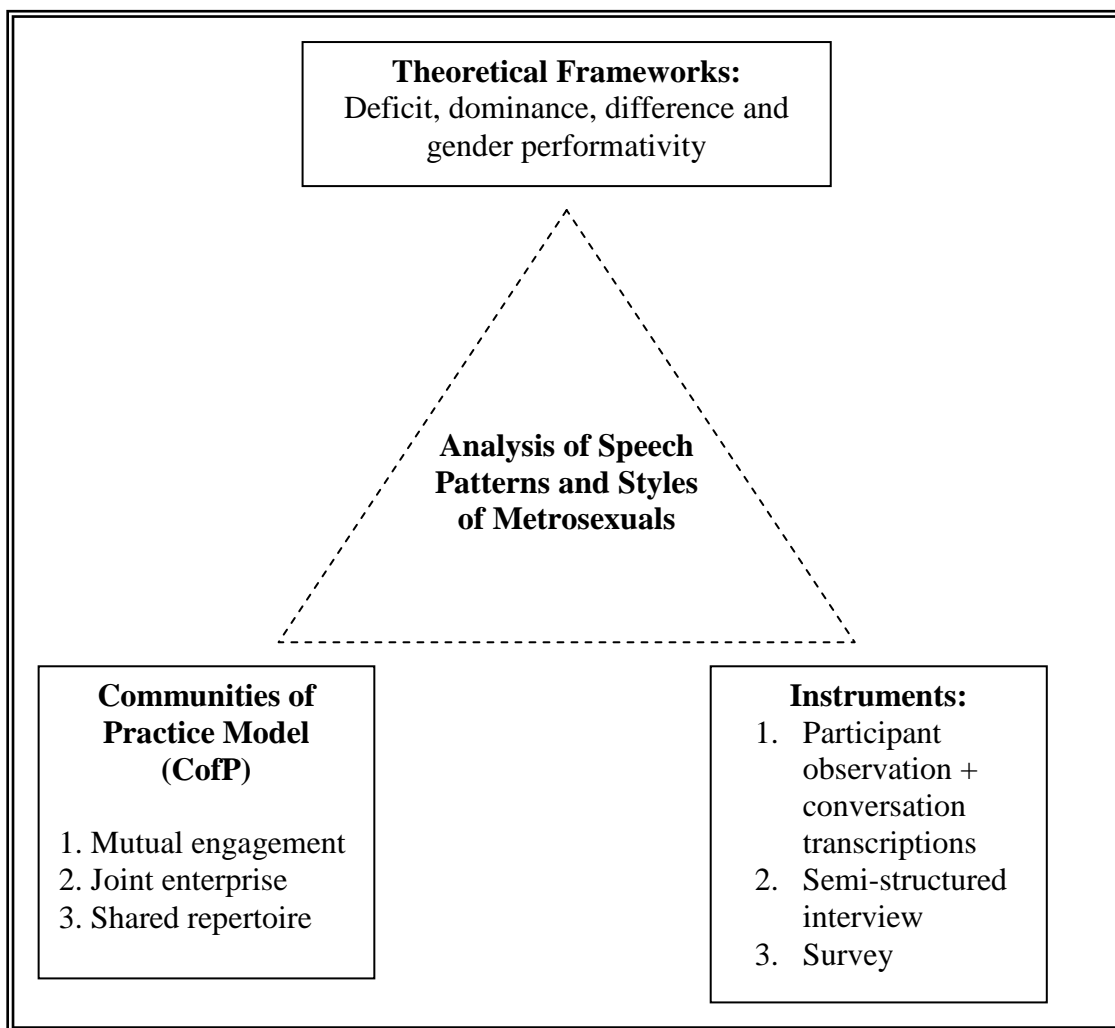 Theoretical Frameworks:
Deficit, dominance, difference and
gender performativity
Analysis of Speech
Patterns and Styles
of Metrosexuals
Communities of
Practice Model
(CofP)
1. Mutual engagement
2. Joint enterprise
3. Shared repertoire
Instruments:
1. Participant
observation +
conversation
transcriptions
2. Semi-structured
interview
3. Survey